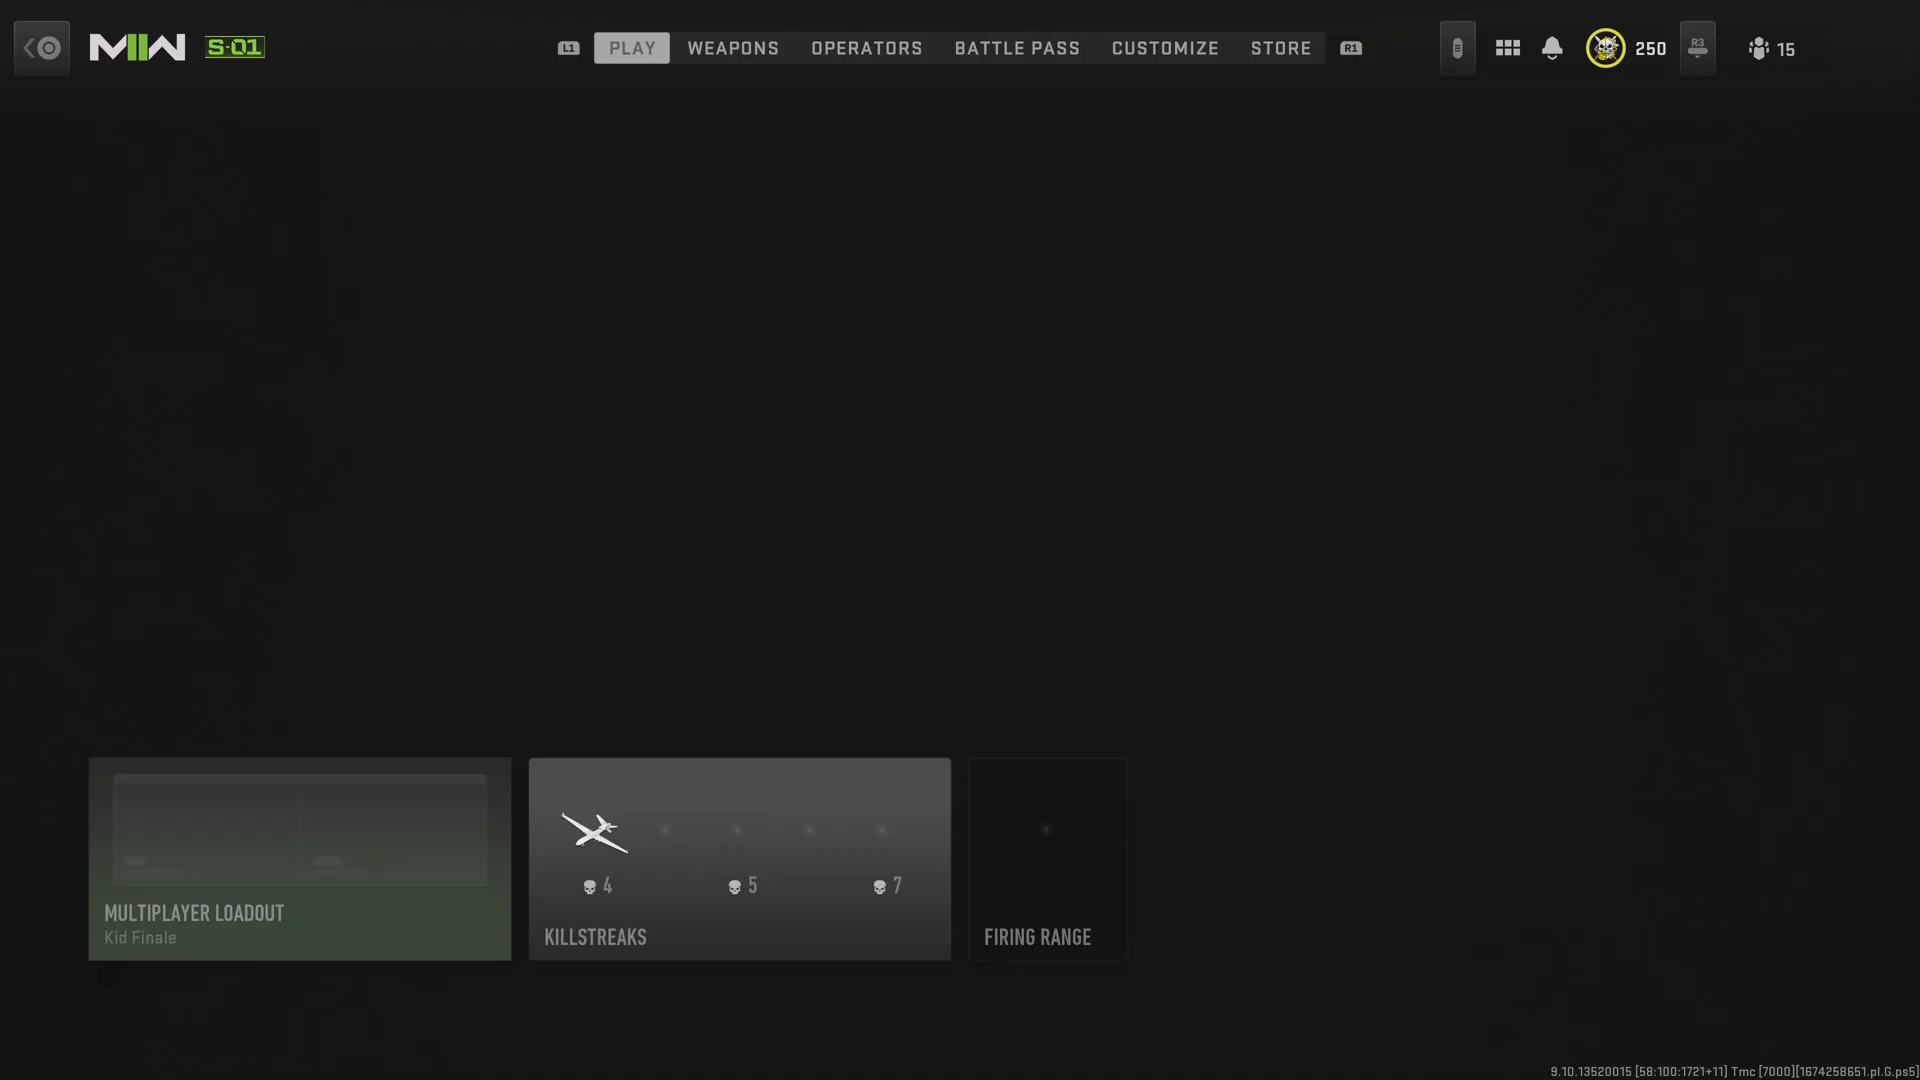 MIIW S-01
L1 PLAY WEAPONS OPERATORS BATTLE PASS CUSTOMIZE STORE R1
250 R3 15
4 5 7
MULTIPLAYER LOADOUT
Kid Finale
KILLSTREAKS
FIRING RANGE
9.10.13520015 [58:100:1721+11] Tmc [7000][1674258651.pl.G.ps5]